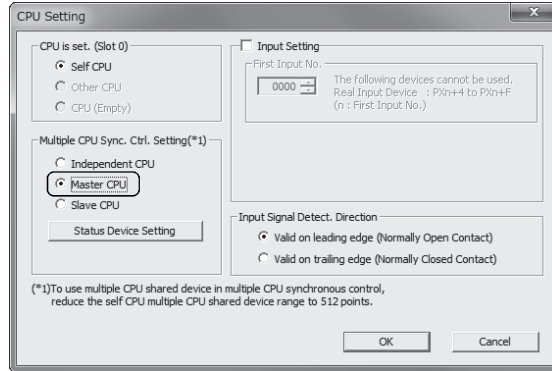 CPU Setting
x
CPU is set. (Slot 0)
Self CPU
Other CPU
CPU (Empty)
Multiple CPU Sync. Ctrl. Setting(*1)
Independent CPU
Master CPU
Slave CPU
Status Device Setting
Input Setting
First Input No.
0000
The following devices cannot be used.
Real Input Device : PXn+4 to PXn+F
(n : First Input No.)
Input Signal Detect. Direction
Valid on leading edge (Normally Open Contact)
Valid on trailing edge (Normally Closed Contact)
(*1)To use multiple CPU shared device in multiple CPU synchronous control,
reduce the self CPU multiple CPU shared device range to 512 points.
OK
Cancel